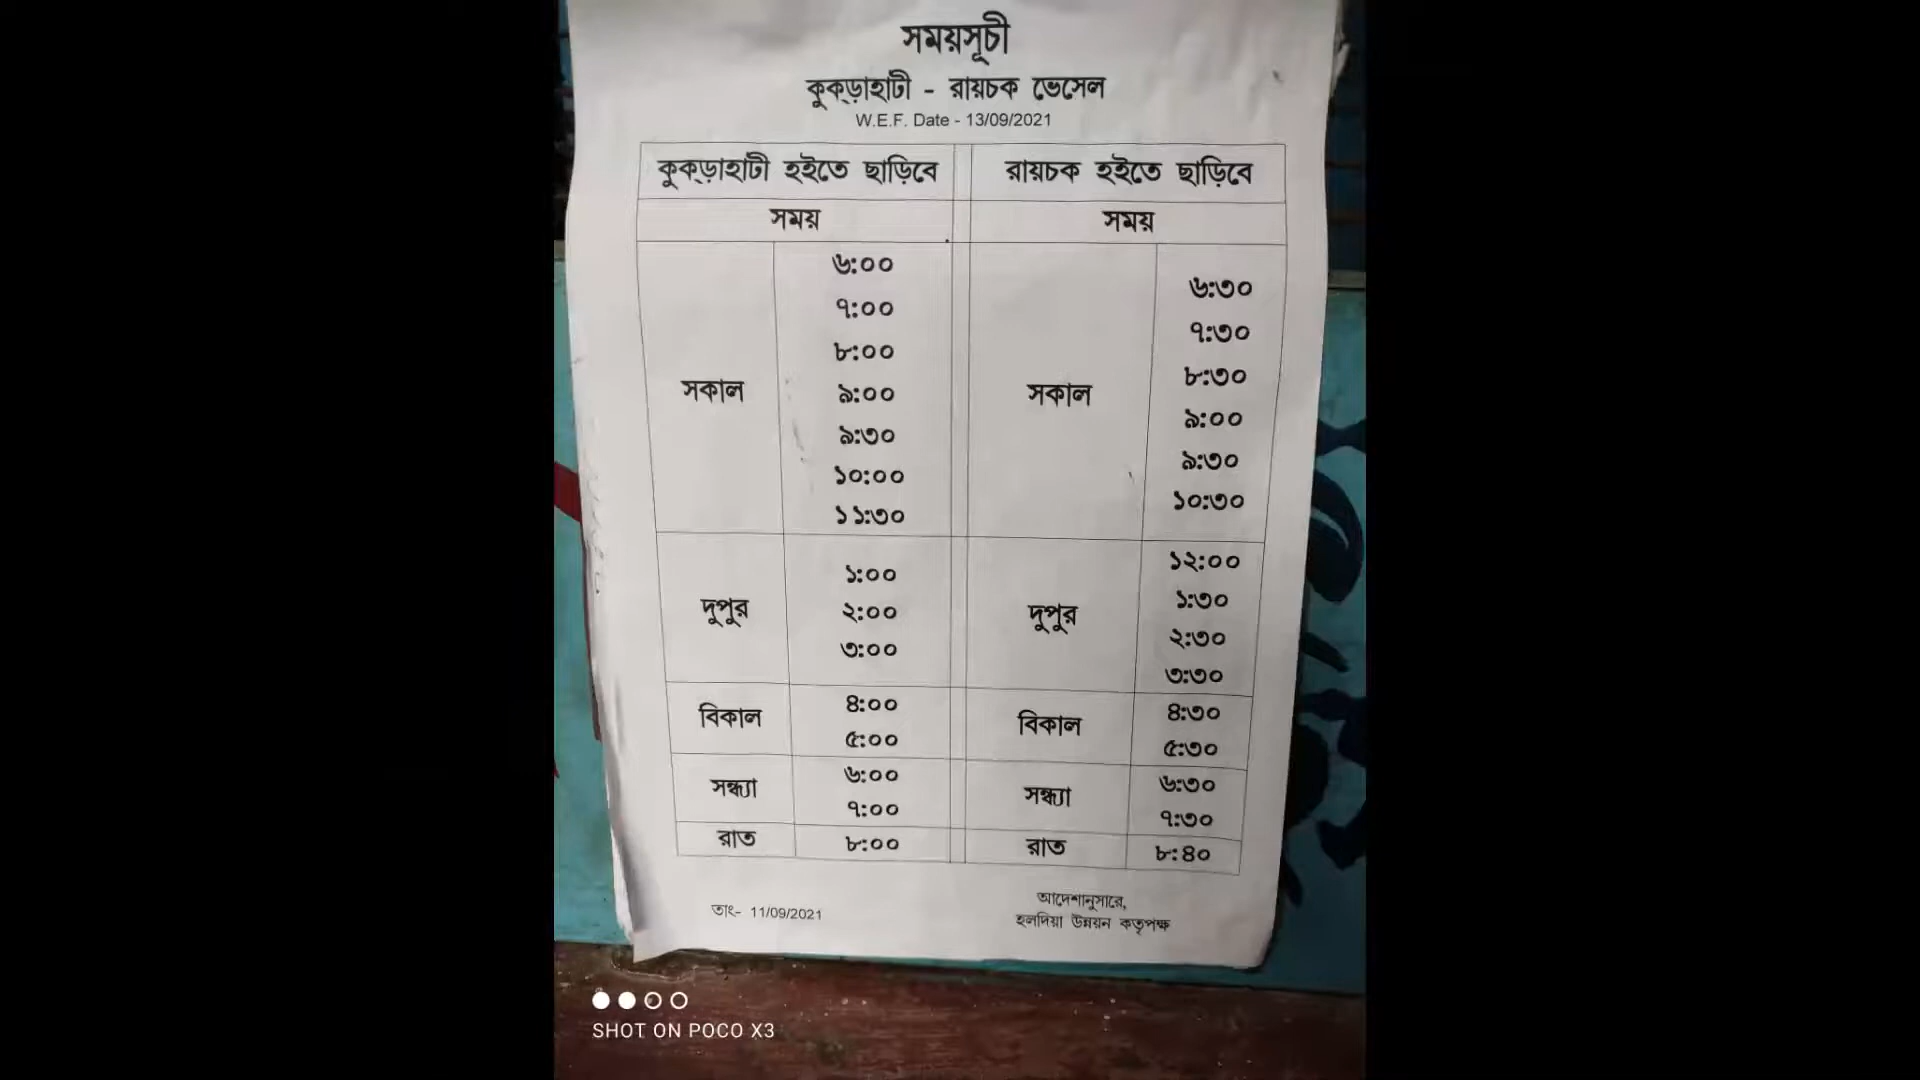 সময়সূচী
কুকড়াহাটী - রায়চক ভেসেল
W.E.F. Date - 13/09/2021
কুকড়াহাটী হইতে ছাড়িবে রায়চক হইতে ছাড়িবে
সময় সময়
৬:০০
৬:৩০
৭:০০
৭:৩০
৮:০০
৮:৩০
সকাল ৯:০০ সকাল ৯:০০
৯:৩০ ৯:৩০
১০:০০ ১০:৩০
১১:৩০
১২:০০
১:০০ ১:৩০
দুপুর ২:০০ দুপুর ২:৩০
৩:০০ ৩:৩০
বিকাল ৪:০০ বিকাল ৪:৩০
৫:০০ ৫:৩০
সন্ধ্যা ৬:০০ সন্ধ্যা ৬:৩০
৭:০০ ৭:৩০
রাত ৮:০০ রাত ৮:৪০
আদেশানুসারে,
তাং- 11/09/2021 হলদিয়া উন্নয়ন কতৃপক্ষ
SHOT ON POCO X3